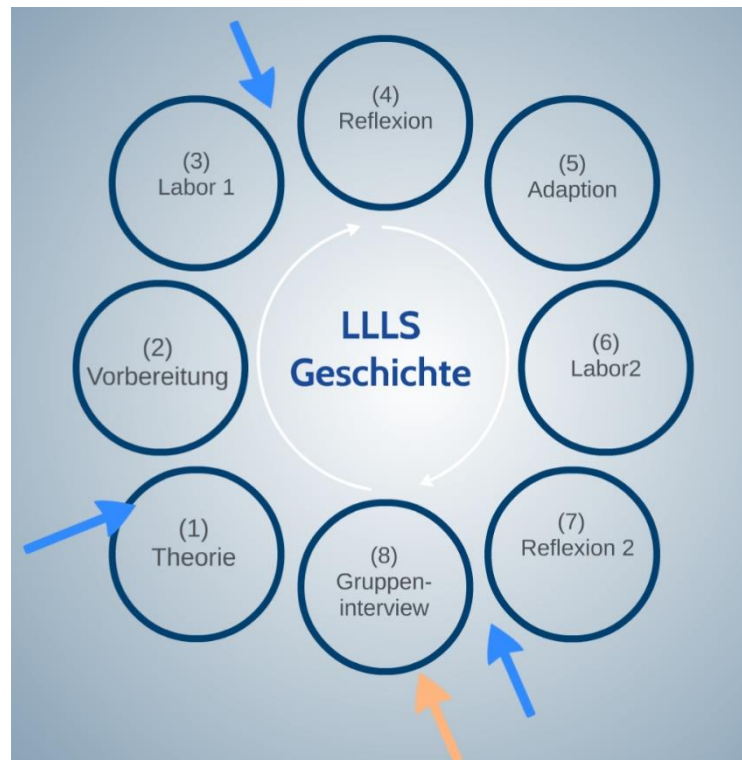 LLLS
Geschichte
(1)
Theorie
(2)
Vorbereitung
(3)
Labor 1
(4)
Reflexion
(5)
Adaption
(6)
Labor2
(7)
Reflexion 2
(8)
Gruppen-
interview